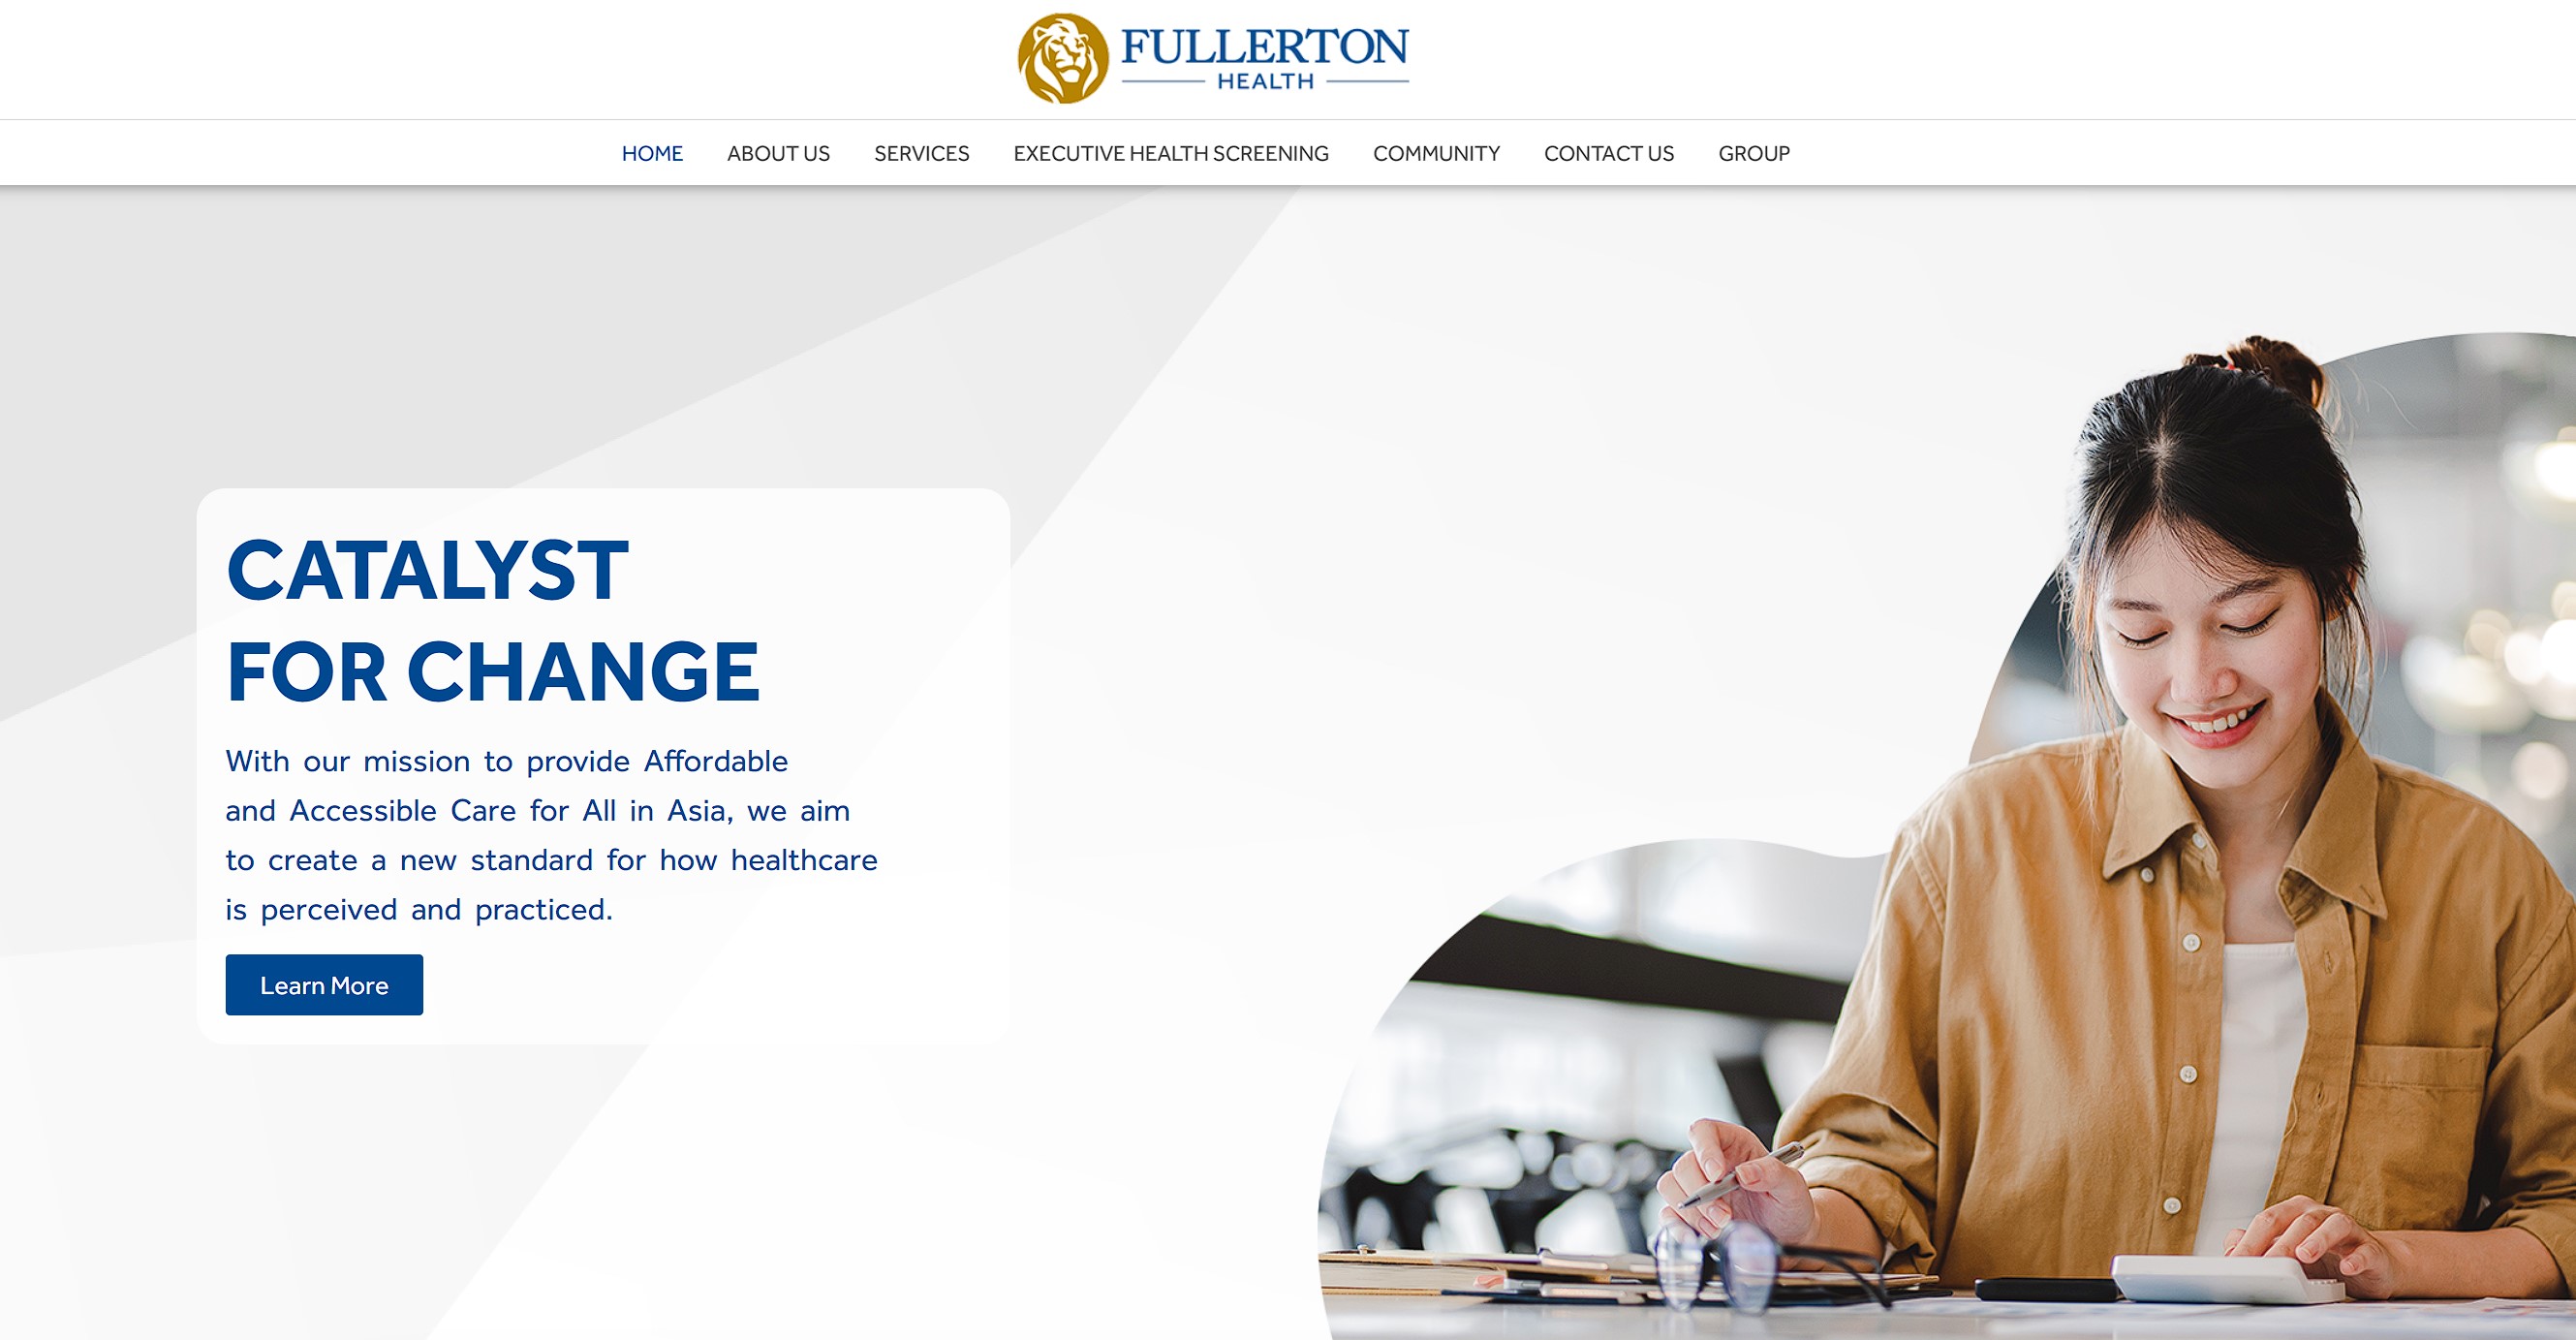 FULLERTON
HEALTH
HOME ABOUT US SERVICES EXECUTIVE HEALTH SCREENING COMMUNITY CONTACT US GROUP
CATALYST
FOR CHANGE
With our mission to provide Affordable
and Accessible Care for All in Asia, we aim
to create a new standard for how healthcare
is perceived and practiced.
Learn More